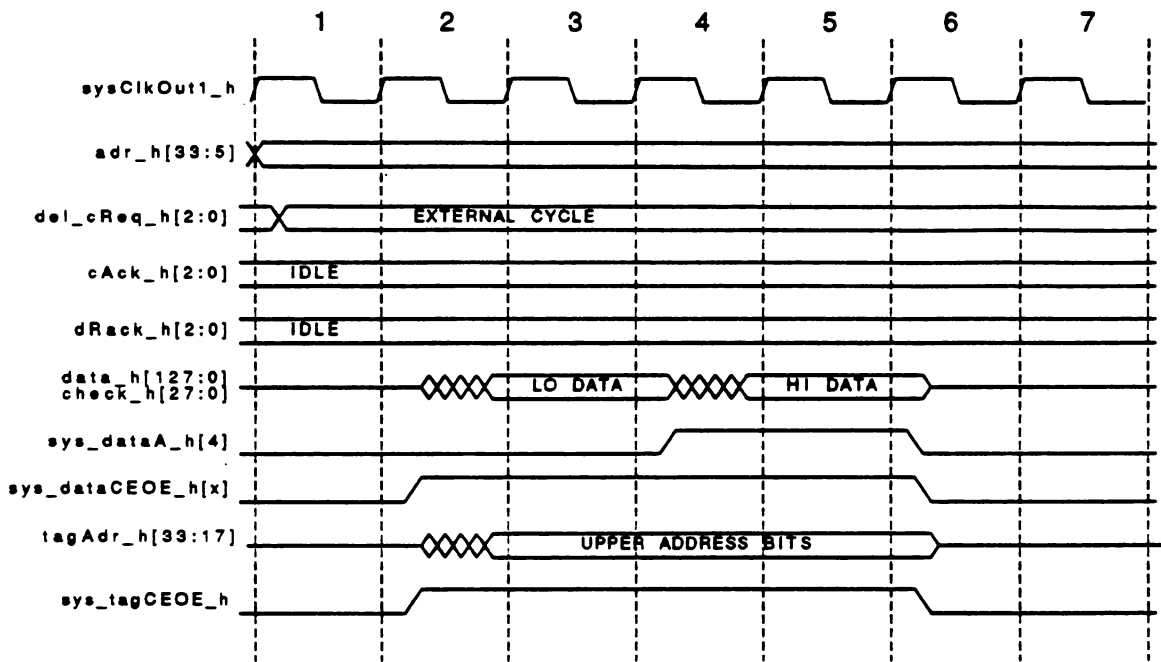 1 2 3 4 5 6 7
sysClkOut1_h
adr_h[33:5]
del_cReq_h[2:0] EXTERNAL CYCLE
cAck_h[2:0] IDLE
dRack_h[2:0] IDLE
data_h[127:0]
check_h[27:0] LO DATA HI DATA
sys_dataA_h[4]
sys_dataCEOE_h[x]
tagAdr_h[33:17] UPPER ADDRESS BITS
sys_tagCEOE_h